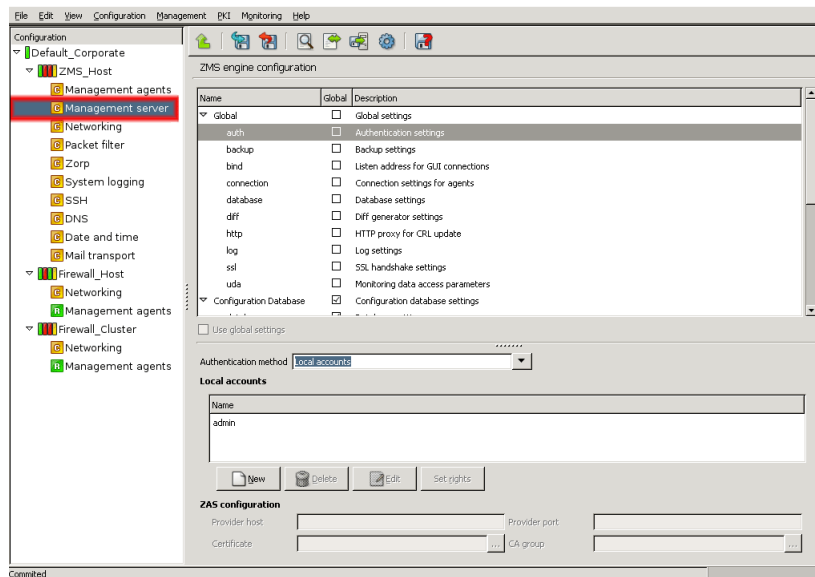 File Edit View Configuration Management PKI Monitoring Help
Configuration
Default_Corporate
ZMS_Host
Management agents
Management server
Networking
Packet filter
Zorp
System logging
SSH
DNS
Date and time
Mail transport
Firewall_Host
Networking
Management agents
Firewall_Cluster
Networking
Management agents
ZMS engine configuration
Name Global Description
Global Global settings
auth Authentication settings
backup Backup settings
bind Listen address for GUI connections
connection Connection settings for agents
database Database settings
diff Diff generator settings
http HTTP proxy for CRL update
log Log settings
ssl SSL handshake settings
uda Monitoring data access parameters
Configuration Database Configuration database settings
Use global settings
Authentication method Local accounts
Local accounts
Name
admin
New Delete Edit Set rights
ZAS configuration
Provider host Provider port
Certificate ... CA group ...
Commited